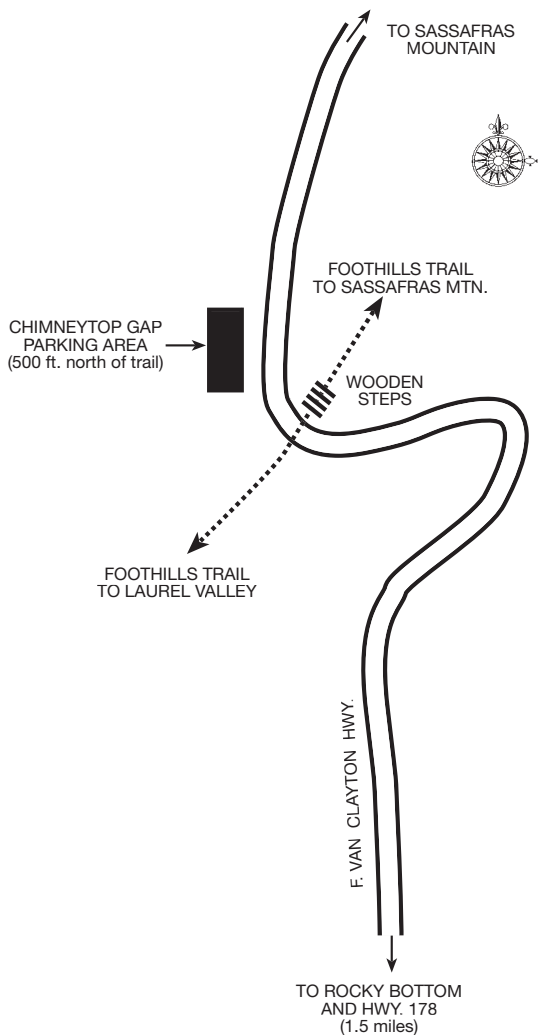 TO SASSAFRAS
MOUNTAIN
FOOTHILLS TRAIL
TO SASSAFRAS MTN.
CHIMNEYTOP GAP
PARKING AREA
(500 ft. north of trail)
WOODEN
STEPS
FOOTHILLS TRAIL
TO LAUREL VALLEY
F. VAN CLAYTON HWY.
TO ROCKY BOTTOM
AND HWY. 178
(1.5 miles)